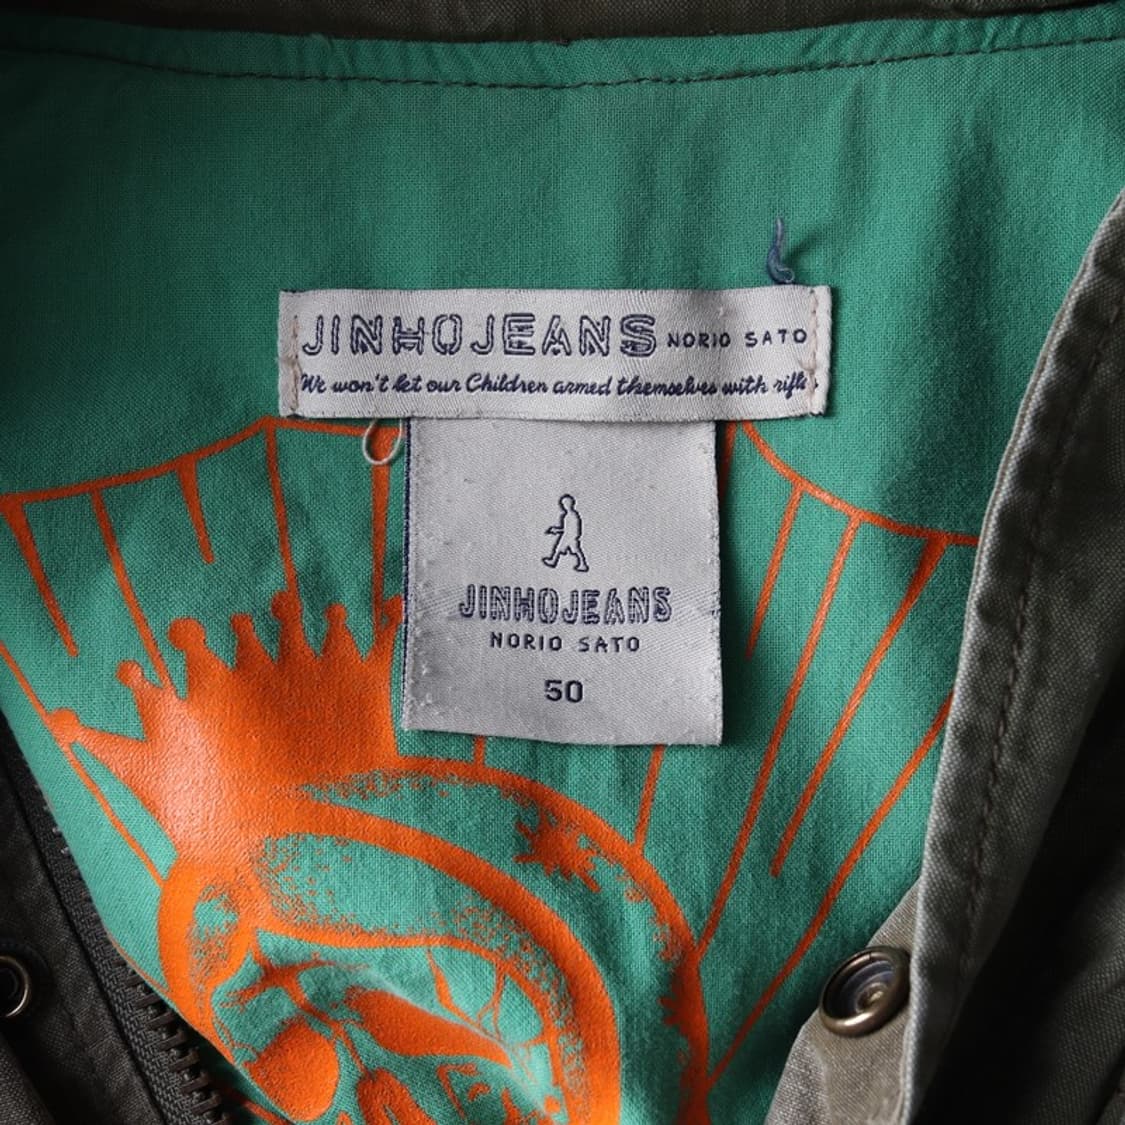 JINHOJEANS NORIO SATO
We won't let our Children armed themselves with rifle
JINHOJEANS
NORIO SATO
50